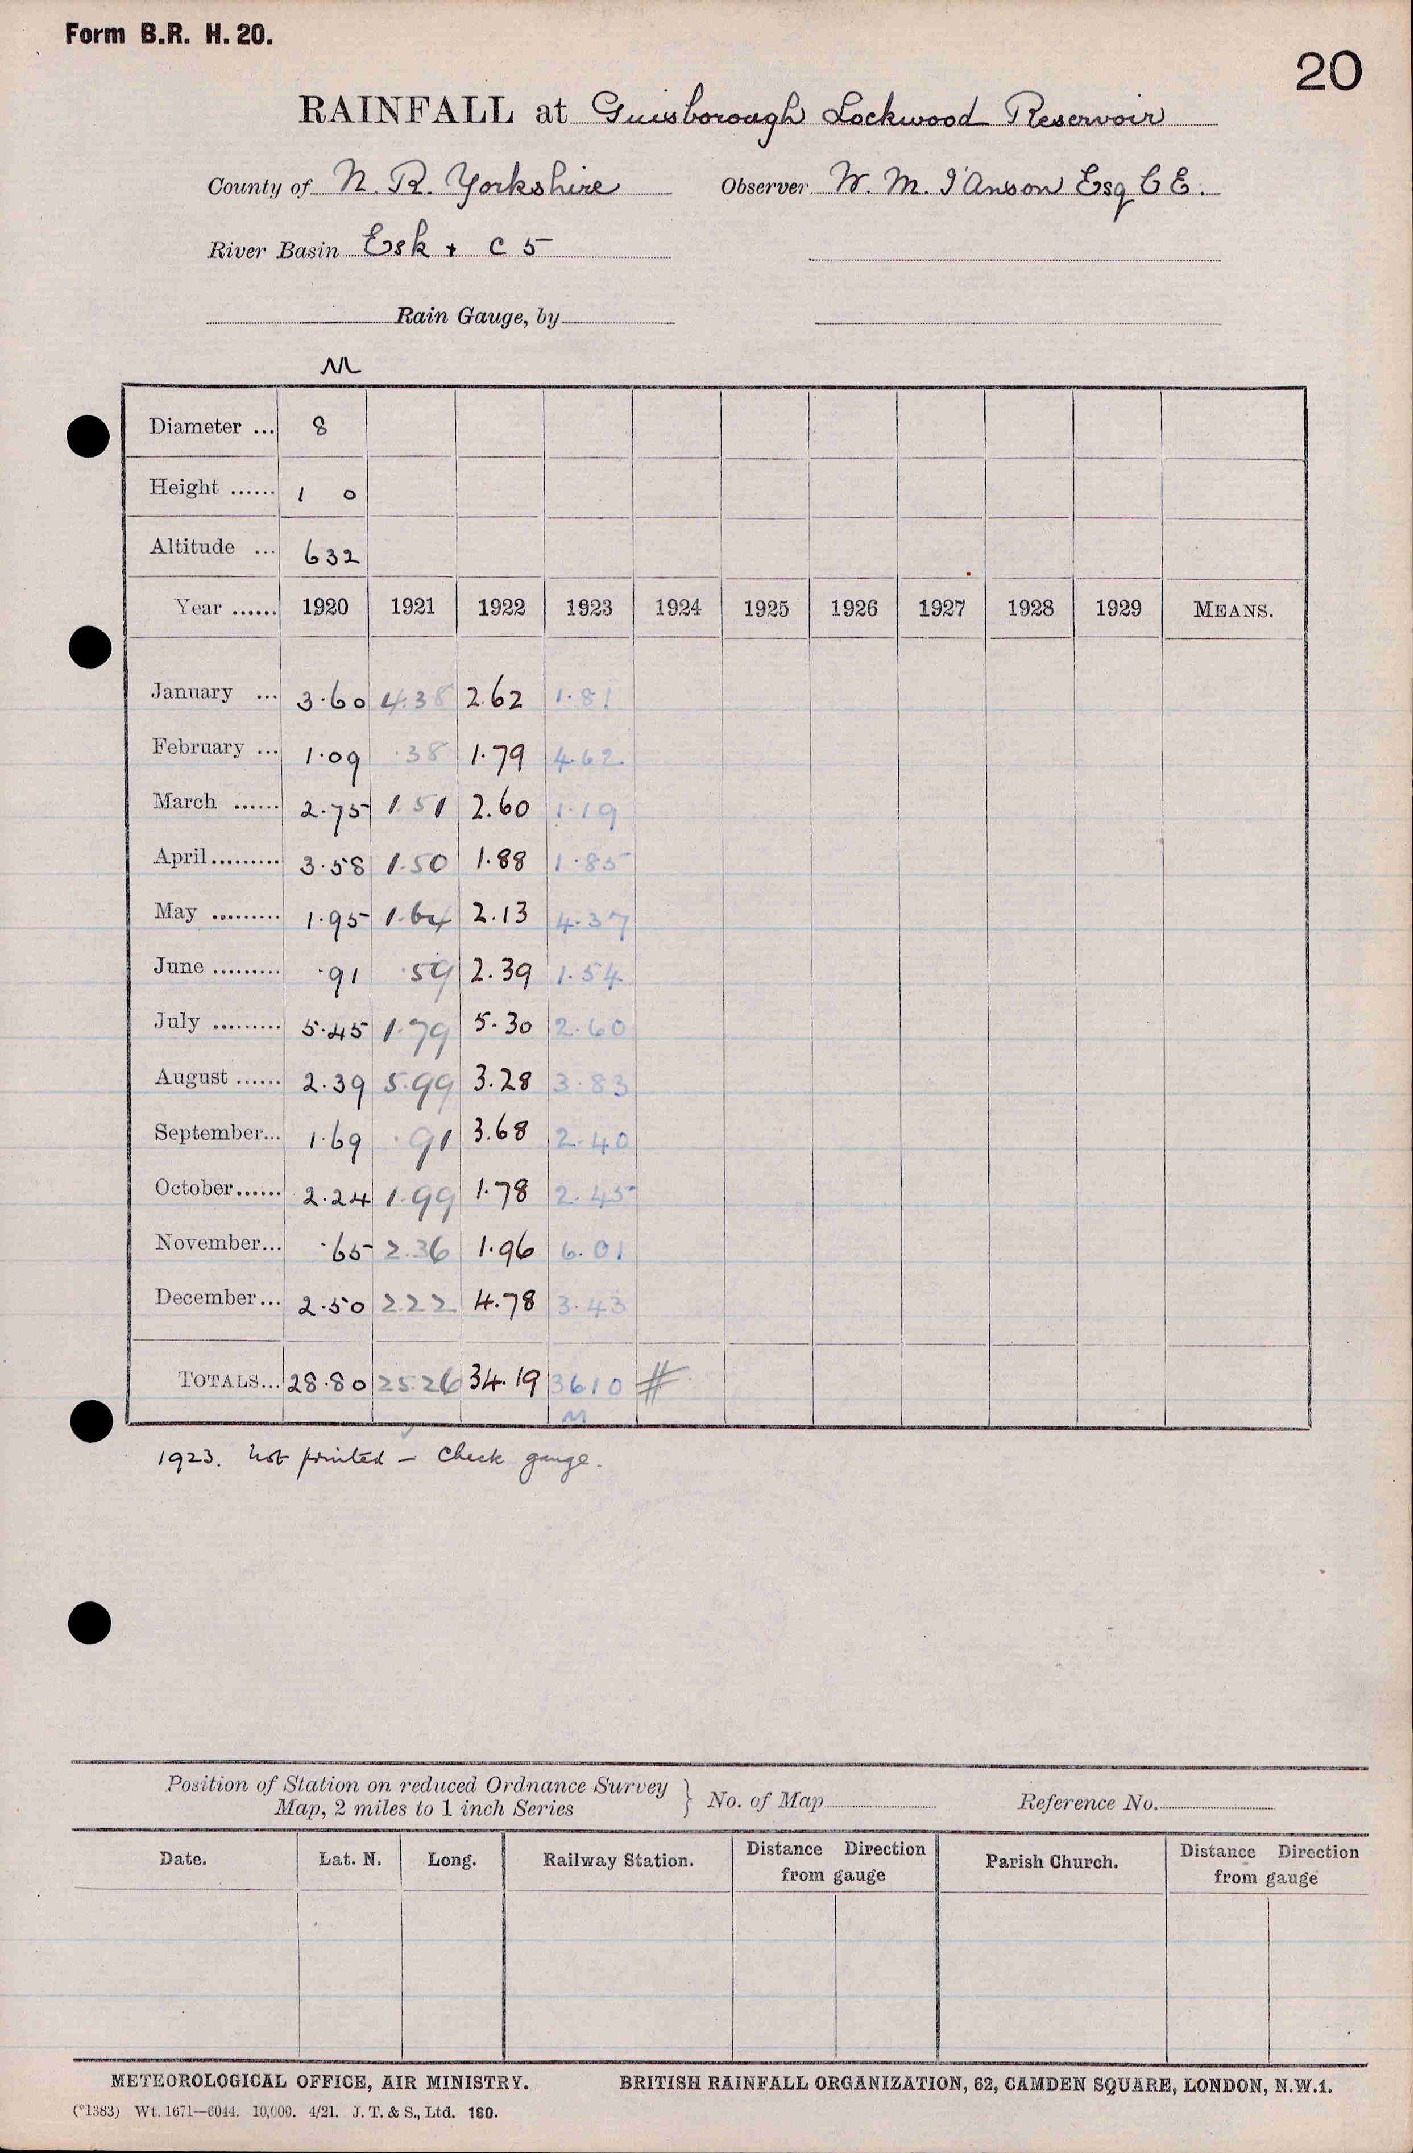 Form B.R. H. 20.
20
RAINFALL at Guisborough Lockwood Reservoir
County of N. R. Yorkshire Observer W. M. I'Anson Esq C E.
River Basin Esk + C 5
Rain Gauge, by
M
Diameter ... 8
Height ...... 1 0
Altitude ... 632
Year ...... 1920 1921 1922 1923 1924 1925 1926 1927 1928 1929 MEANS.
January ... 3.60 4.38 2.62 1.81
February ... 1.09 .38 1.79 4.62
March ...... 2.75 1.51 2.60 1.19
April......... 3.58 1.50 1.88 1.85
May ......... 1.95 1.64 2.13 4.37
June ......... .91 .59 2.39 1.54
July ......... 5.45 1.79 5.30 2.60
August ...... 2.39 5.99 3.28 3.83
September... 1.69 .91 3.68 2.40
October...... 2.24 1.99 1.78 2.45
November... .65 2.36 1.96 6.01
December... 2.50 2.22 4.78 3.43
TOTALS... 28.80 25.26 34.19 36.10 #
M
1923. Not printed – Check gauge.
Position of Station on reduced Ordnance Survey
Map, 2 miles to 1 inch Series } No. of Map Reference No.
Date. Lat. N. Long. Railway Station. Distance Direction from gauge Parish Church. Distance Direction from gauge
METEOROLOGICAL OFFICE, AIR MINISTRY. BRITISH RAINFALL ORGANIZATION, 62, CAMDEN SQUARE, LONDON, N.W.1.
(*1383) Wt. 1671—6044. 10,000. 4/21. J. T. & S., Ltd. 160.